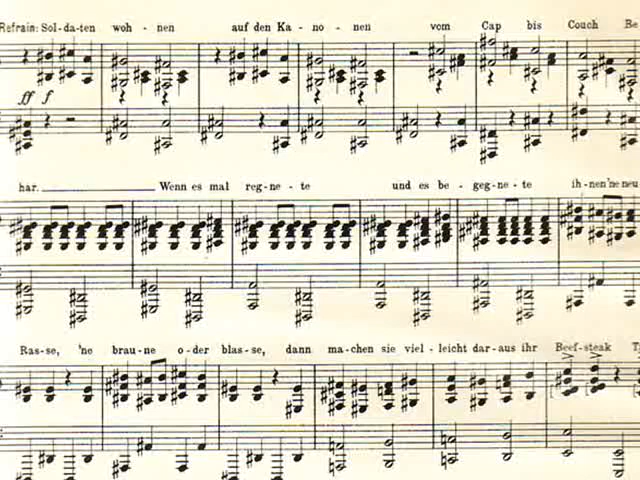 Refrain: Sol-da-ten woh - nen auf den Ka - no - nen vom Cap bis Couch Be
ff f
har. Wenn es mal reg-ne - te und es be - geg-ne - te ih-nen 'ne neu
Ras-se, 'ne brau-ne o-der blas-se, dann ma-chen sie viel-leicht dar-aus ihr Beef-steak